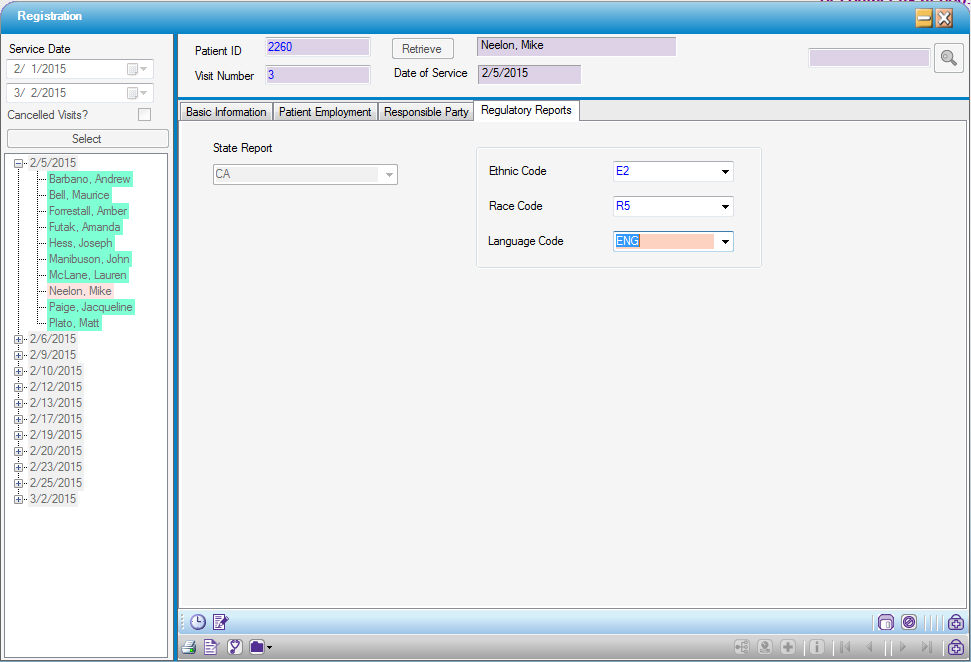 Registration
Service Date
2/ 1/2015
3/ 2/2015
Cancelled Visits?
Select
2/5/2015
Barbano, Andrew
Bell, Maurice
Forrestall, Amber
Futak, Amanda
Hess, Joseph
Manibuson, John
McLane, Lauren
Neelon, Mike
Paige, Jacqueline
Plato, Matt
2/6/2015
2/9/2015
2/10/2015
2/12/2015
2/13/2015
2/17/2015
2/19/2015
2/20/2015
2/23/2015
2/25/2015
3/2/2015
Patient ID 2260 Retrieve Neelon, Mike
Visit Number 3 Date of Service 2/5/2015
Basic Information Patient Employment Responsible Party Regulatory Reports
State Report
CA
Ethnic Code E2
Race Code R5
Language Code ENG